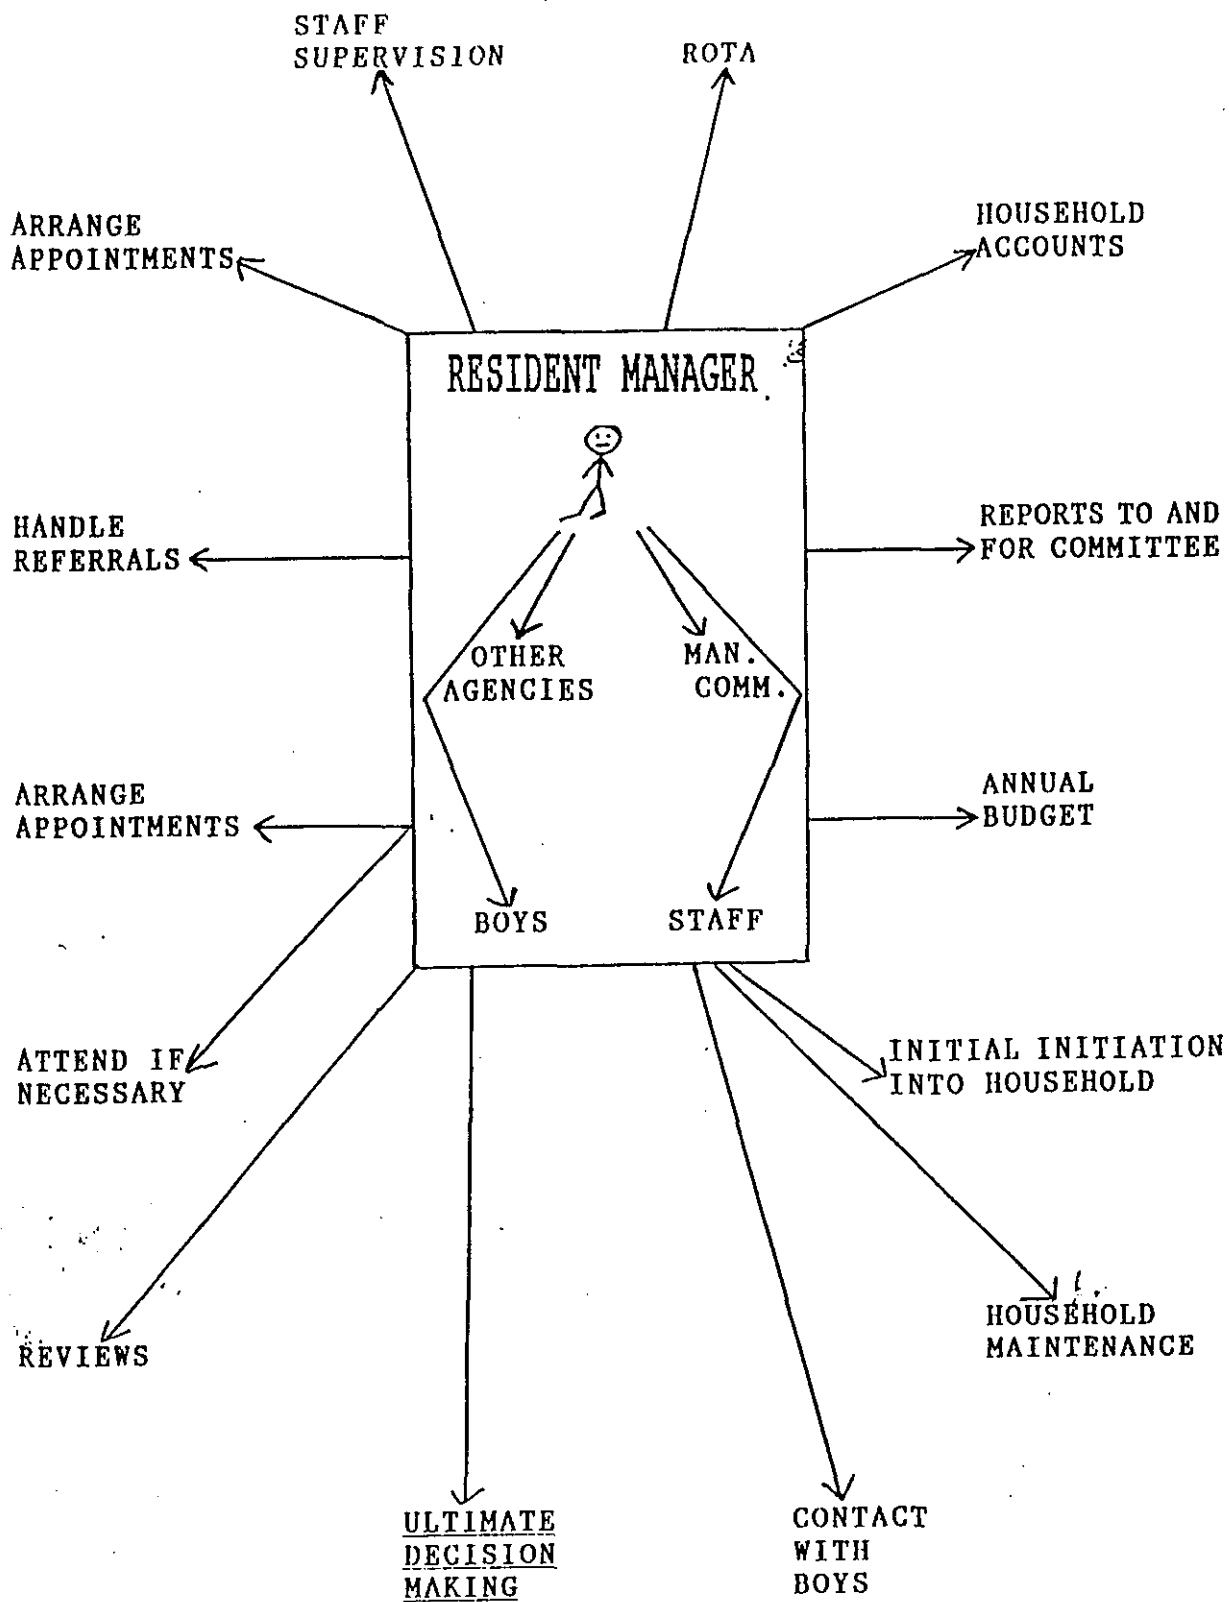 STAFF
SUPERVISION
ROTA
ARRANGE
APPOINTMENTS
HOUSEHOLD
ACCOUNTS
RESIDENT MANAGER
HANDLE
REFERRALS
REPORTS TO AND
FOR COMMITTEE
OTHER
AGENCIES
MAN.
COMM.
ARRANGE
APPOINTMENTS
ANNUAL
BUDGET
BOYS
STAFF
ATTEND IF
NECESSARY
INITIAL INITIATION
INTO HOUSEHOLD
REVIEWS
HOUSEHOLD
MAINTENANCE
ULTIMATE
DECISION
MAKING
CONTACT
WITH
BOYS